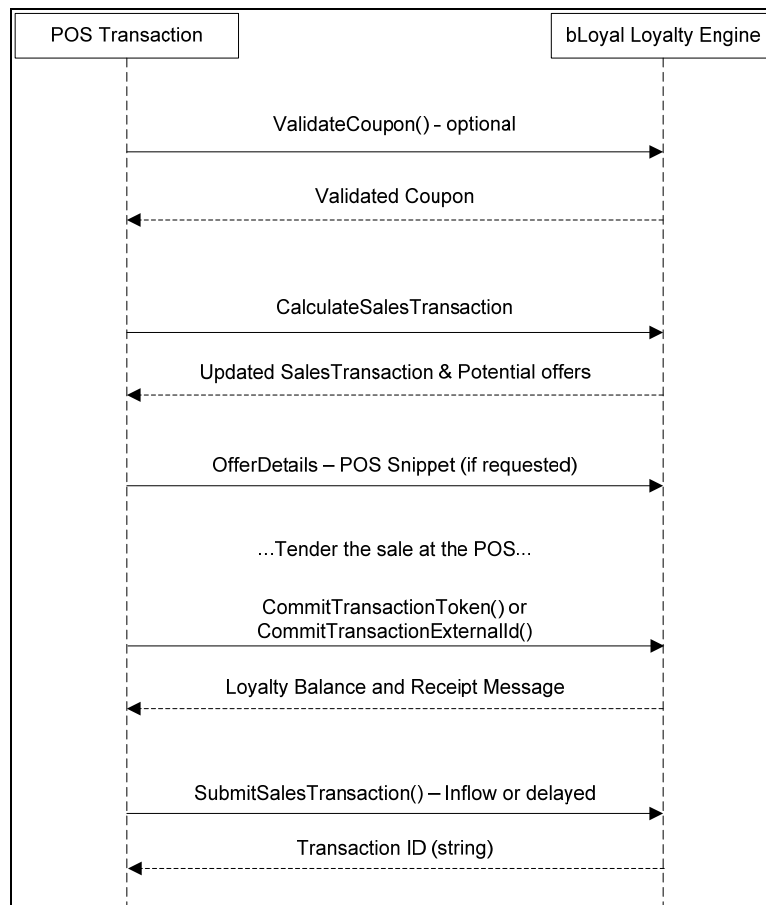 POS Transaction
bLoyal Loyalty Engine
ValidateCoupon() - optional
Validated Coupon
CalculateSalesTransaction
Updated SalesTransaction & Potential offers
OfferDetails – POS Snippet (if requested)
...Tender the sale at the POS...
CommitTransactionToken() or
CommitTransactionExternalId()
Loyalty Balance and Receipt Message
SubmitSalesTransaction() – Inflow or delayed
Transaction ID (string)